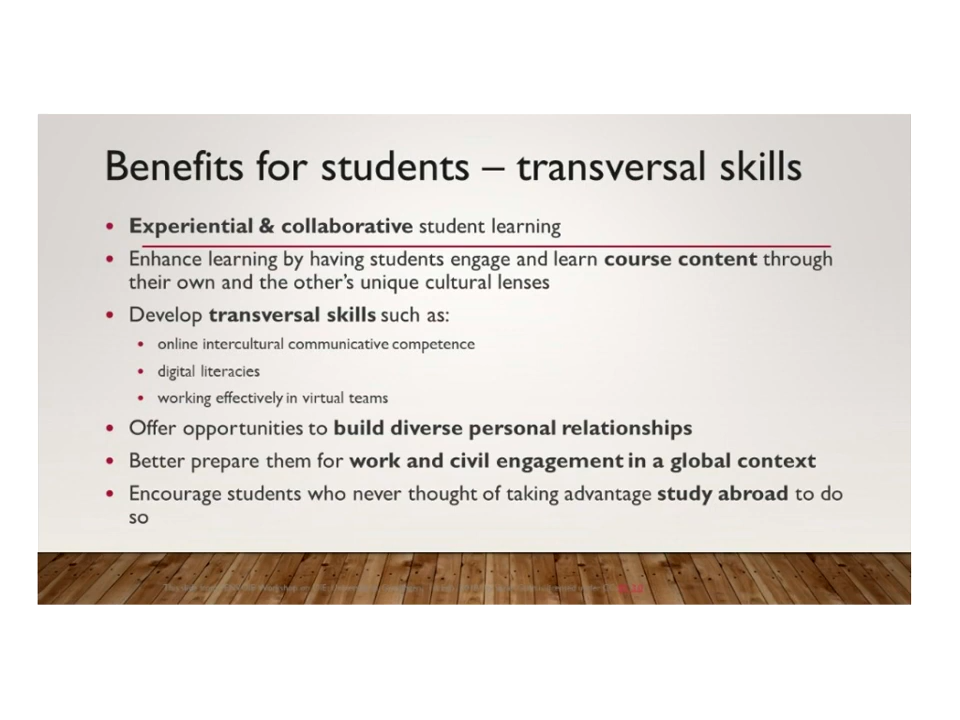 Benefits for students – transversal skills
• Experiential & collaborative student learning
• Enhance learning by having students engage and learn course content through
their own and the other's unique cultural lenses
• Develop transversal skills such as:
• online intercultural communicative competence
• digital literacies
• working effectively in virtual teams
• Offer opportunities to build diverse personal relationships
• Better prepare them for work and civil engagement in a global context
• Encourage students who never thought of taking advantage study abroad to do
so